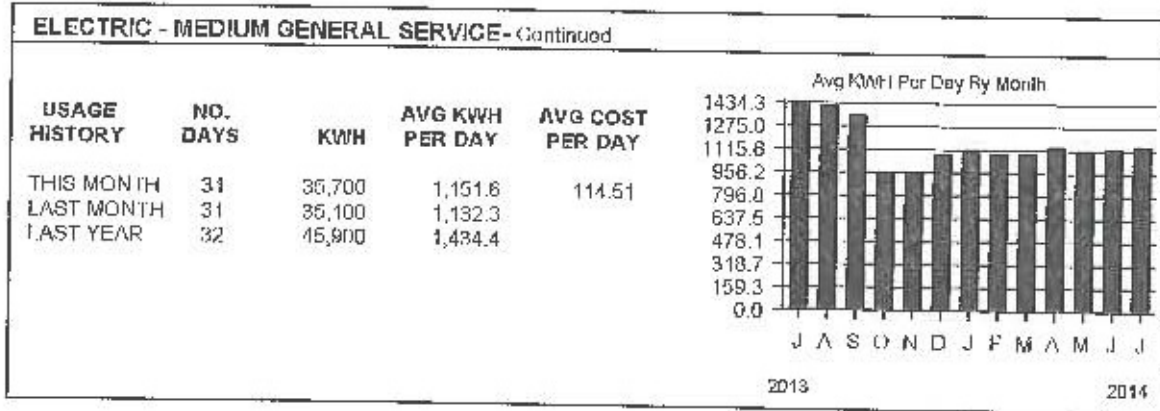 ELECTRIC - MEDIUM GENERAL SERVICE- Continued
USAGE HISTORY NO. DAYS KWH AVG KWH PER DAY AVG COST PER DAY
THIS MONTH 31 35,700 1,151.6 114.51
LAST MONTH 31 35,100 1,132.3
LAST YEAR 32 45,900 1,434.4
Avg KWH Per Day By Month
1434.3
1275.0
1115.6
956.2
796.8
637.5
478.1
318.7
159.3
0.0
J A S O N D J F M A M J J
2013 2014